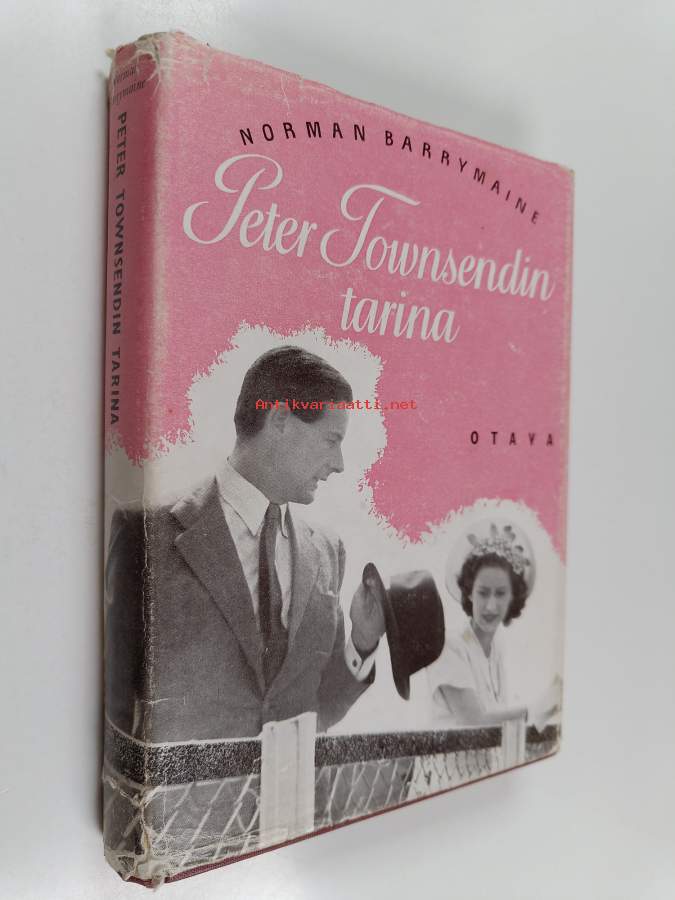 NORMAN BARRYMAINE
Peter Townsendin
tarina
Antikvariaatti.net
OTAVA
PETER TOWNSENDIN TARINA